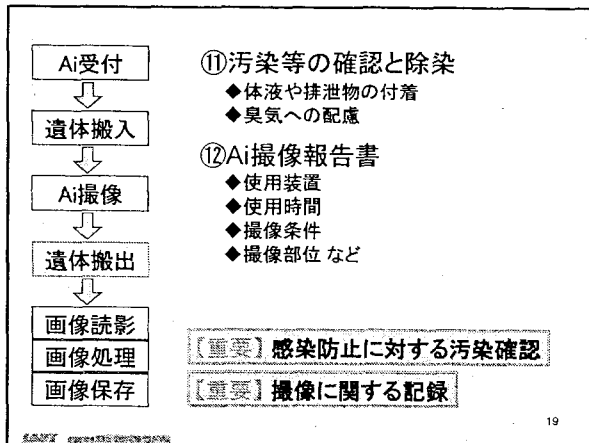 Ai受付
遺体搬入
Ai撮像
遺体搬出
画像読影
画像処理
画像保存
⑪汚染等の確認と除染
◆体液や排泄物の付着
◆臭気への配慮
⑫Ai撮像報告書
◆使用装置
◆使用時間
◆撮像条件
◆撮像部位 など
【重要】感染防止に対する汚染確認
【重要】撮像に関する記録
19